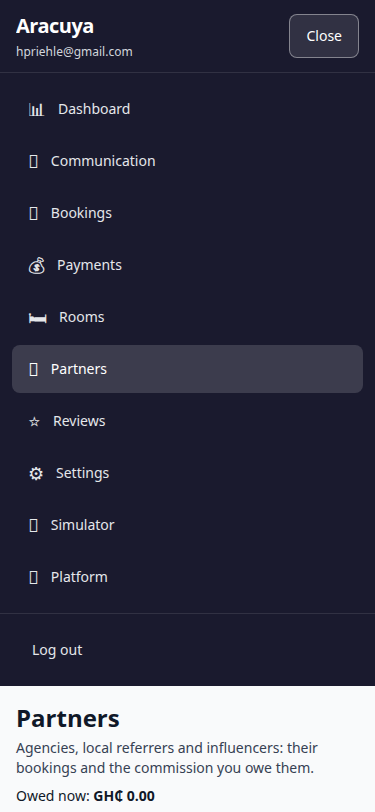 Aracuya
hpriehle@gmail.com
Close
Dashboard
Communication
Bookings
Payments
Rooms
Partners
Reviews
Settings
Simulator
Platform
Log out
Partners
Agencies, local referrers and influencers: their
bookings and the commission you owe them.
Owed now: GH₵ 0.00